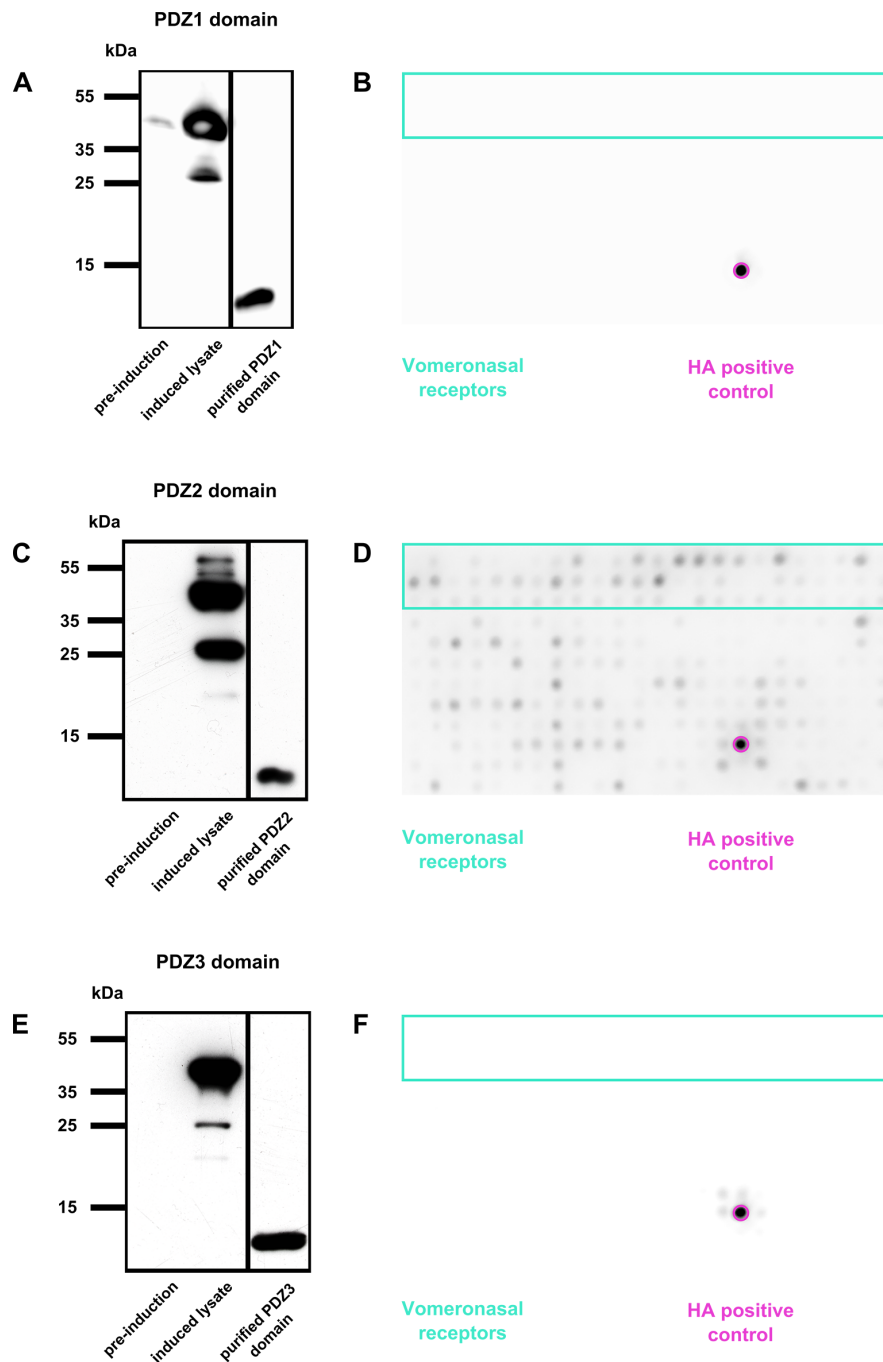 PDZ1 domain
kDa
A
B
55
35
25
15
pre-induction
induced lysate
purified PDZ1
domain
Vomeronasal
receptors
HA positive
control
PDZ2 domain
kDa
C
D
55
35
25
15
pre-induction
induced lysate
purified PDZ2
domain
Vomeronasal
receptors
HA positive
control
PDZ3 domain
kDa
E
F
55
35
25
15
pre-induction
induced lysate
purified PDZ3
domain
Vomeronasal
receptors
HA positive
control